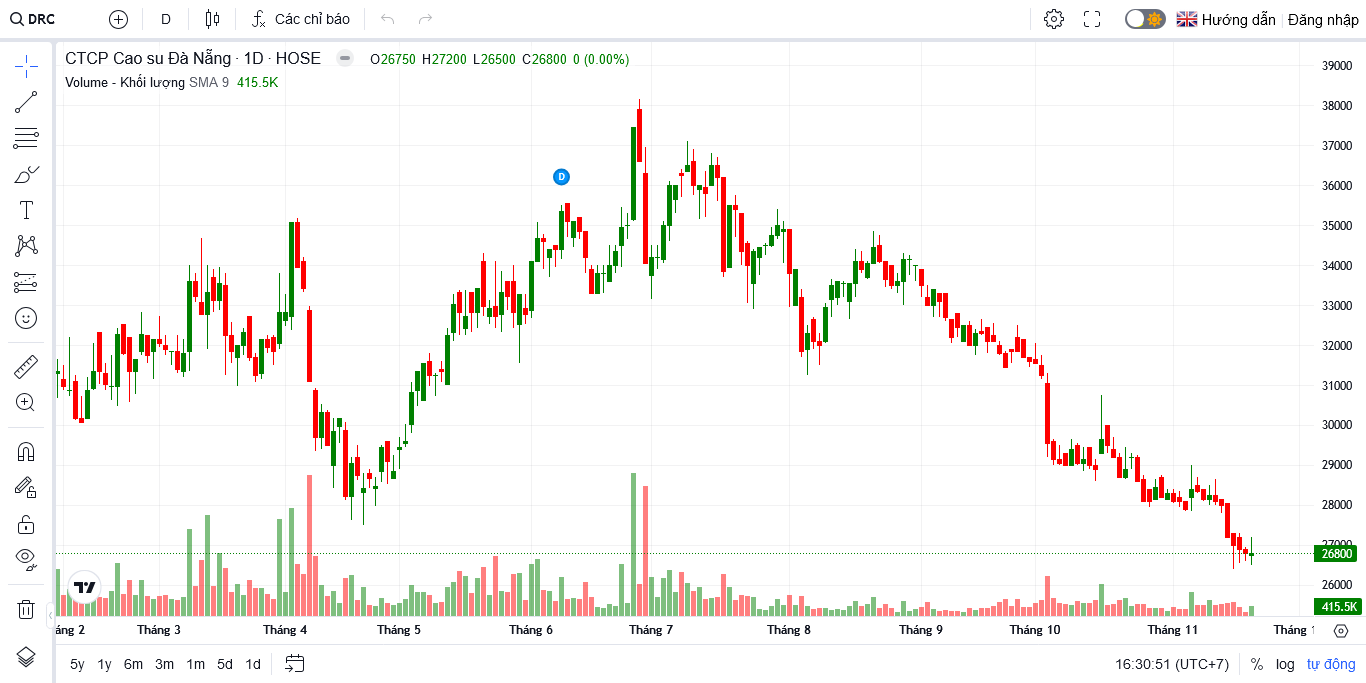 DRC D Các chỉ báo Hướng dẫn Đăng nhập
CTCP Cao su Đà Nẵng · 1D · HOSE O26750 H27200 L26500 C26800 0 (0.00%)
Volume - Khối lượng SMA 9 415.5K
39000
38000
37000
36000
D
35000
34000
33000
32000
31000
30000
29000
28000
27000
26800
26000
415.5K
áng 2 Tháng 3 Tháng 4 Tháng 5 Tháng 6 Tháng 7 Tháng 8 Tháng 9 Tháng 10 Tháng 11 Tháng 1
5y 1y 6m 3m 1m 5d 1d 16:30:51 (UTC+7) % log tự động